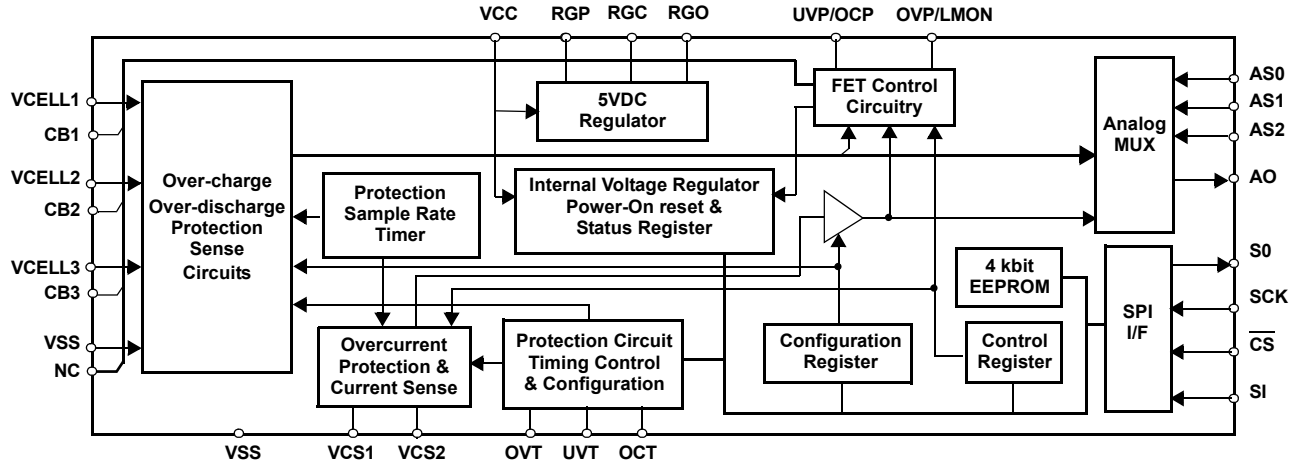 VCC
RGP
RGC
RGO
UVP/OCP
OVP/LMON
VCELL1
CB1
VCELL2
CB2
VCELL3
CB3
VSS
NC
Over-charge
Over-discharge
Protection
Sense
Circuits
5VDC
Regulator
FET Control
Circuitry
Analog
MUX
AS0
AS1
AS2
AO
Protection
Sample Rate
Timer
Internal Voltage Regulator
Power-On reset &
Status Register
4 kbit
EEPROM
SPI
I/F
S0
SCK
CS
SI
Overcurrent
Protection &
Current Sense
Protection Circuit
Timing Control
& Configuration
Configuration
Register
Control
Register
VSS
VCS1
VCS2
OVT
UVT
OCT